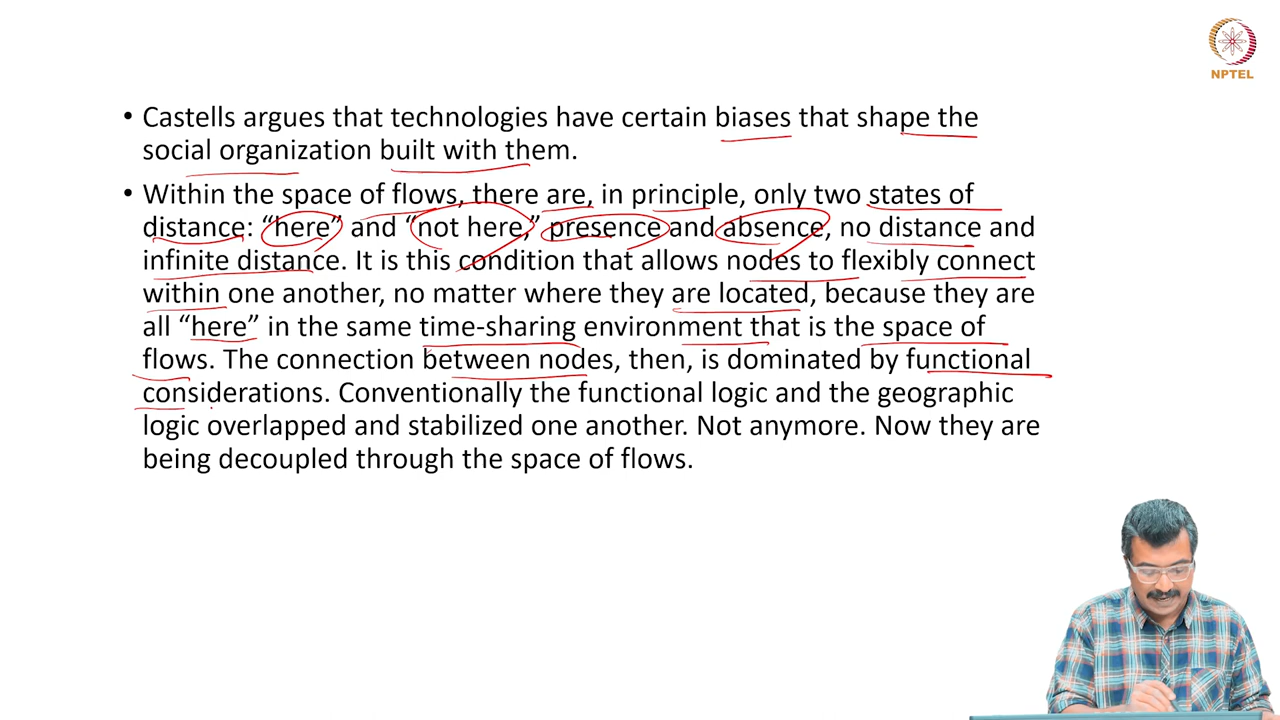 NPTEL
• Castells argues that technologies have certain biases that shape the
social organization built with them.
• Within the space of flows, there are, in principle, only two states of
distance: “here” and “not here,” presence and absence, no distance and
infinite distance. It is this condition that allows nodes to flexibly connect
within one another, no matter where they are located, because they are
all “here” in the same time-sharing environment that is the space of
flows. The connection between nodes, then, is dominated by functional
considerations. Conventionally the functional logic and the geographic
logic overlapped and stabilized one another. Not anymore. Now they are
being decoupled through the space of flows.